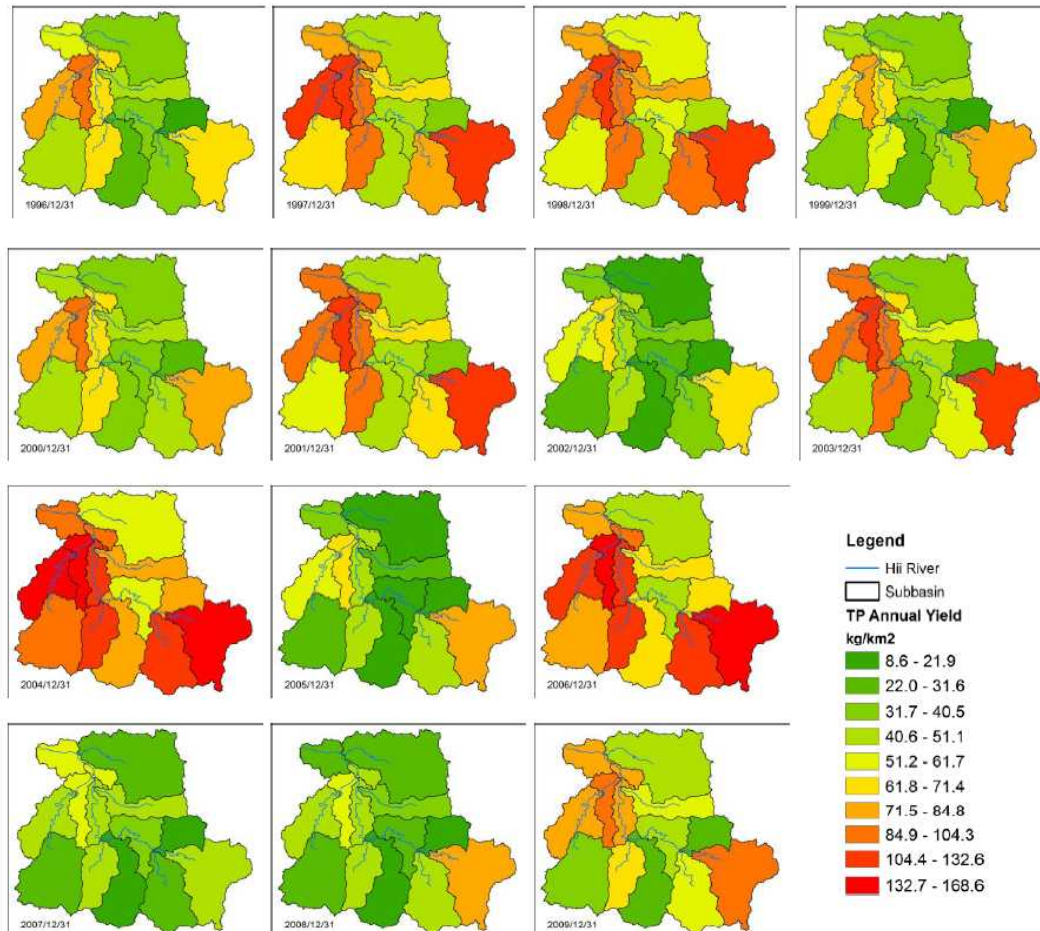 1996/12/31
1997/12/31
1998/12/31
1999/12/31
2000/12/31
2001/12/31
2002/12/31
2003/12/31
2004/12/31
2005/12/31
2006/12/31
Legend
Hii River
Subbasin
TP Annual Yield
kg/km2
8.6 - 21.9
22.0 - 31.6
31.7 - 40.5
40.6 - 51.1
51.2 - 61.7
61.8 - 71.4
71.5 - 84.8
84.9 - 104.3
104.4 - 132.6
132.7 - 168.6
2007/12/31
2008/12/31
2009/12/31